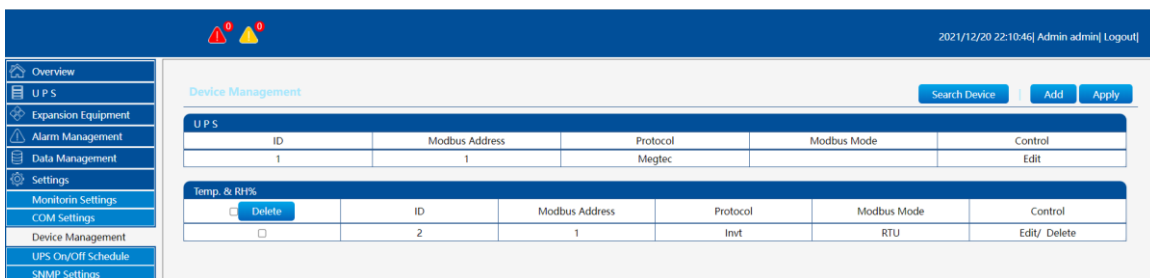 0 0
2021/12/20 22:10:46| Admin admin| Logout|
Overview
UPS
Expansion Equipment
Alarm Management
Data Management
Settings
Monitorin Settings
COM Settings
Device Management
UPS On/Off Schedule
SNMP Settings
Device Management
Search Device | Add Apply
UPS
ID Modbus Address Protocol Modbus Mode Control
1 1 Megtec Edit
Temp. & RH%
Delete ID Modbus Address Protocol Modbus Mode Control
2 1 Invt RTU Edit/ Delete